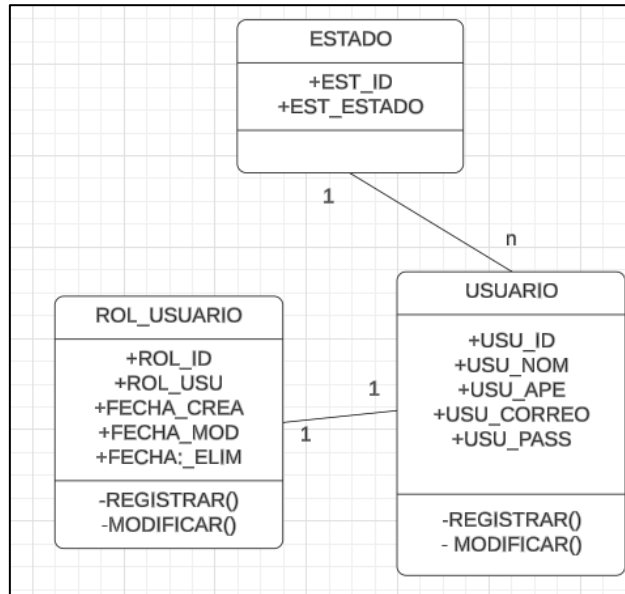 ESTADO
+EST_ID
+EST_ESTADO
1
n
USUARIO
+USU_ID
+USU_NOM
+USU_APE
+USU_CORREO
+USU_PASS
-REGISTRAR()
- MODIFICAR()
ROL_USUARIO
+ROL_ID
+ROL_USU
+FECHA_CREA
+FECHA_MOD
+FECHA:_ELIM
-REGISTRAR()
-MODIFICAR()
1
1